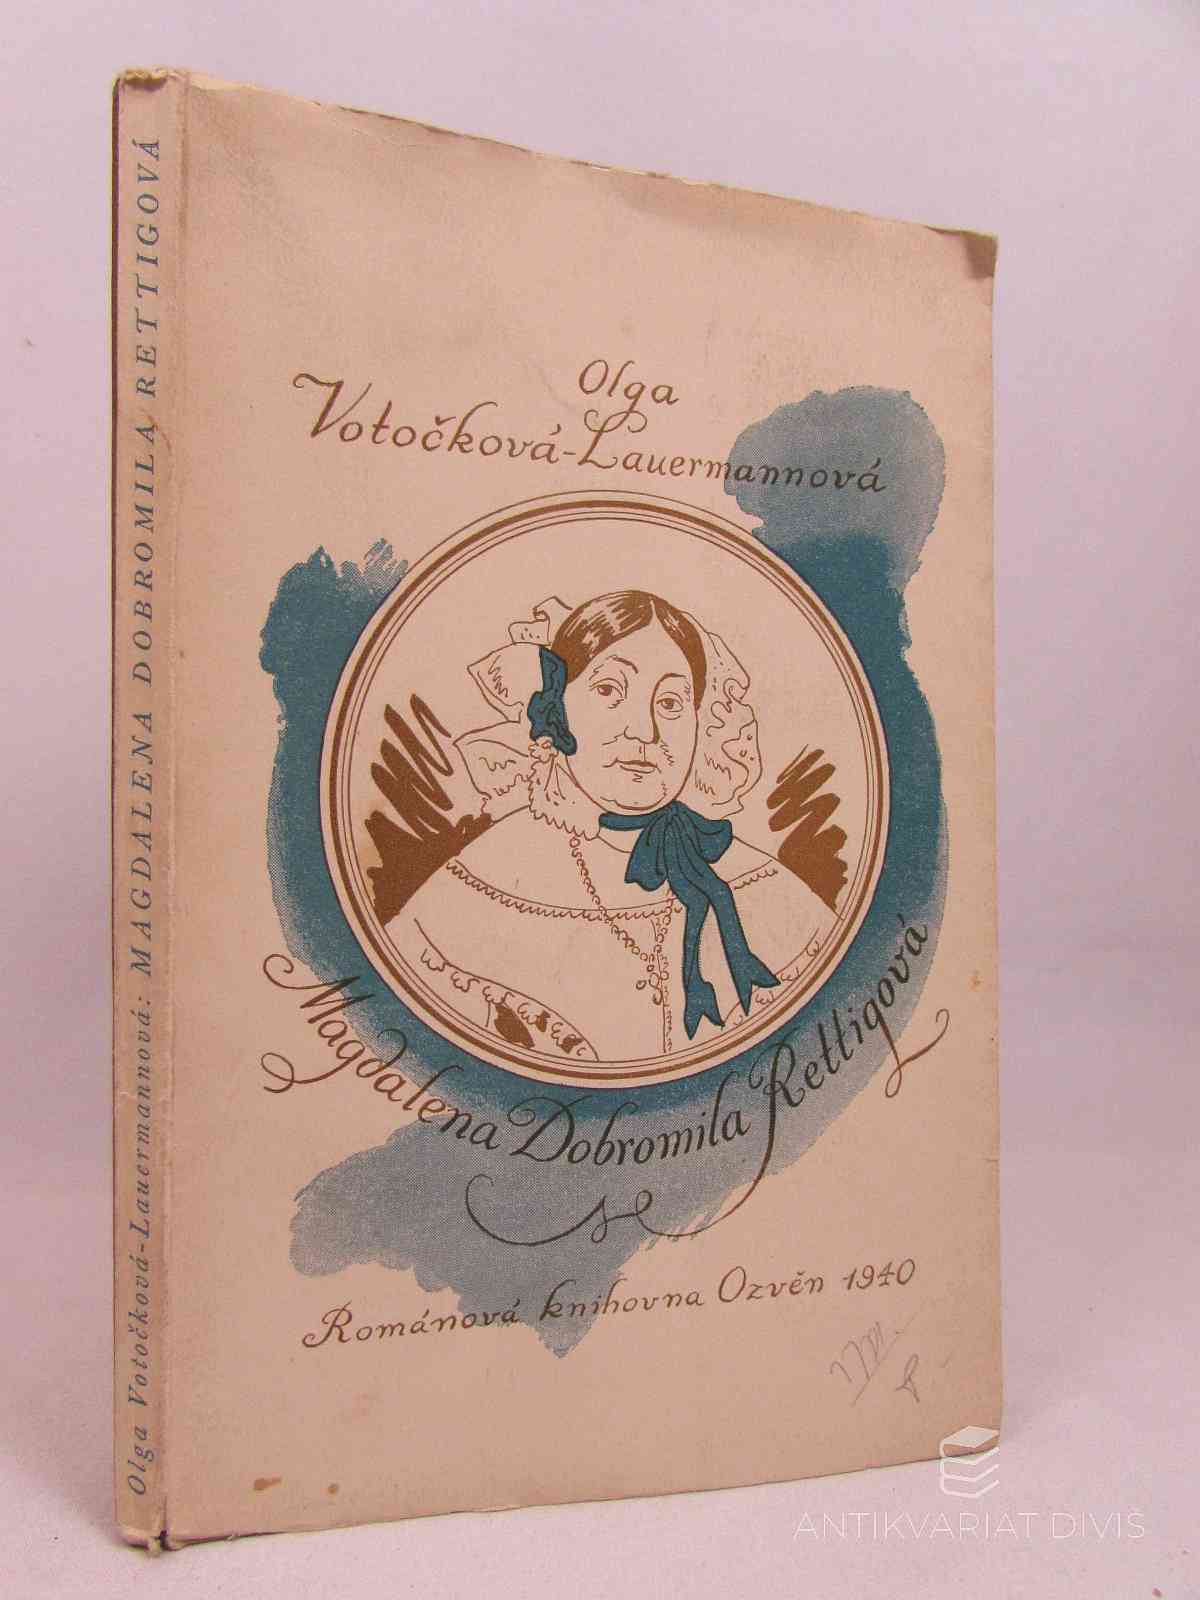 Olga Votočková-Lauermannová: MAGDALENA DOBROMILA RETTIGOVÁ
Olga
Votočková-Lauermannová
Magdalena Dobromila Rettigová
Románová knihovna Ozvěn 1940
ANTIKVARIAT DIVIŠ